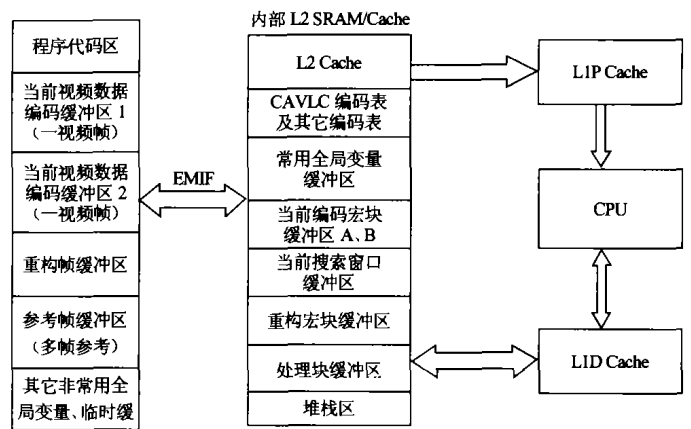 内部 L2 SRAM/Cache
程序代码区
当前视频数据
编码缓冲区 1
(一视频帧)
当前视频数据
编码缓冲区 2
(一视频帧)
重构帧缓冲区
参考帧缓冲区
(多帧参考)
其它非常用全
局变量、临时缓
EMIF
L2 Cache
CAVLC 编码表
及其它编码表
常用全局变量
缓冲区
当前编码宏块
缓冲区 A、B
当前搜索窗口
缓冲区
重构宏块缓冲区
处理块缓冲区
堆栈区
L1P Cache
CPU
L1D Cache